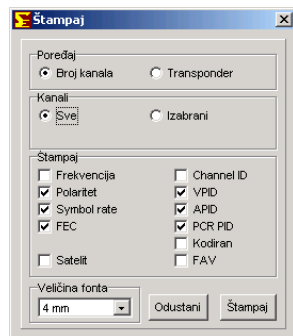 Štampaj
Poređaj
Broj kanala Transponder
Kanali
Sve Izabrani
Štampaj
Frekvencija Channel ID
Polaritet VPID
Symbol rate APID
FEC PCR PID
Kodiran
Satelit FAV
Veličina fonta
4 mm Odustani Štampaj